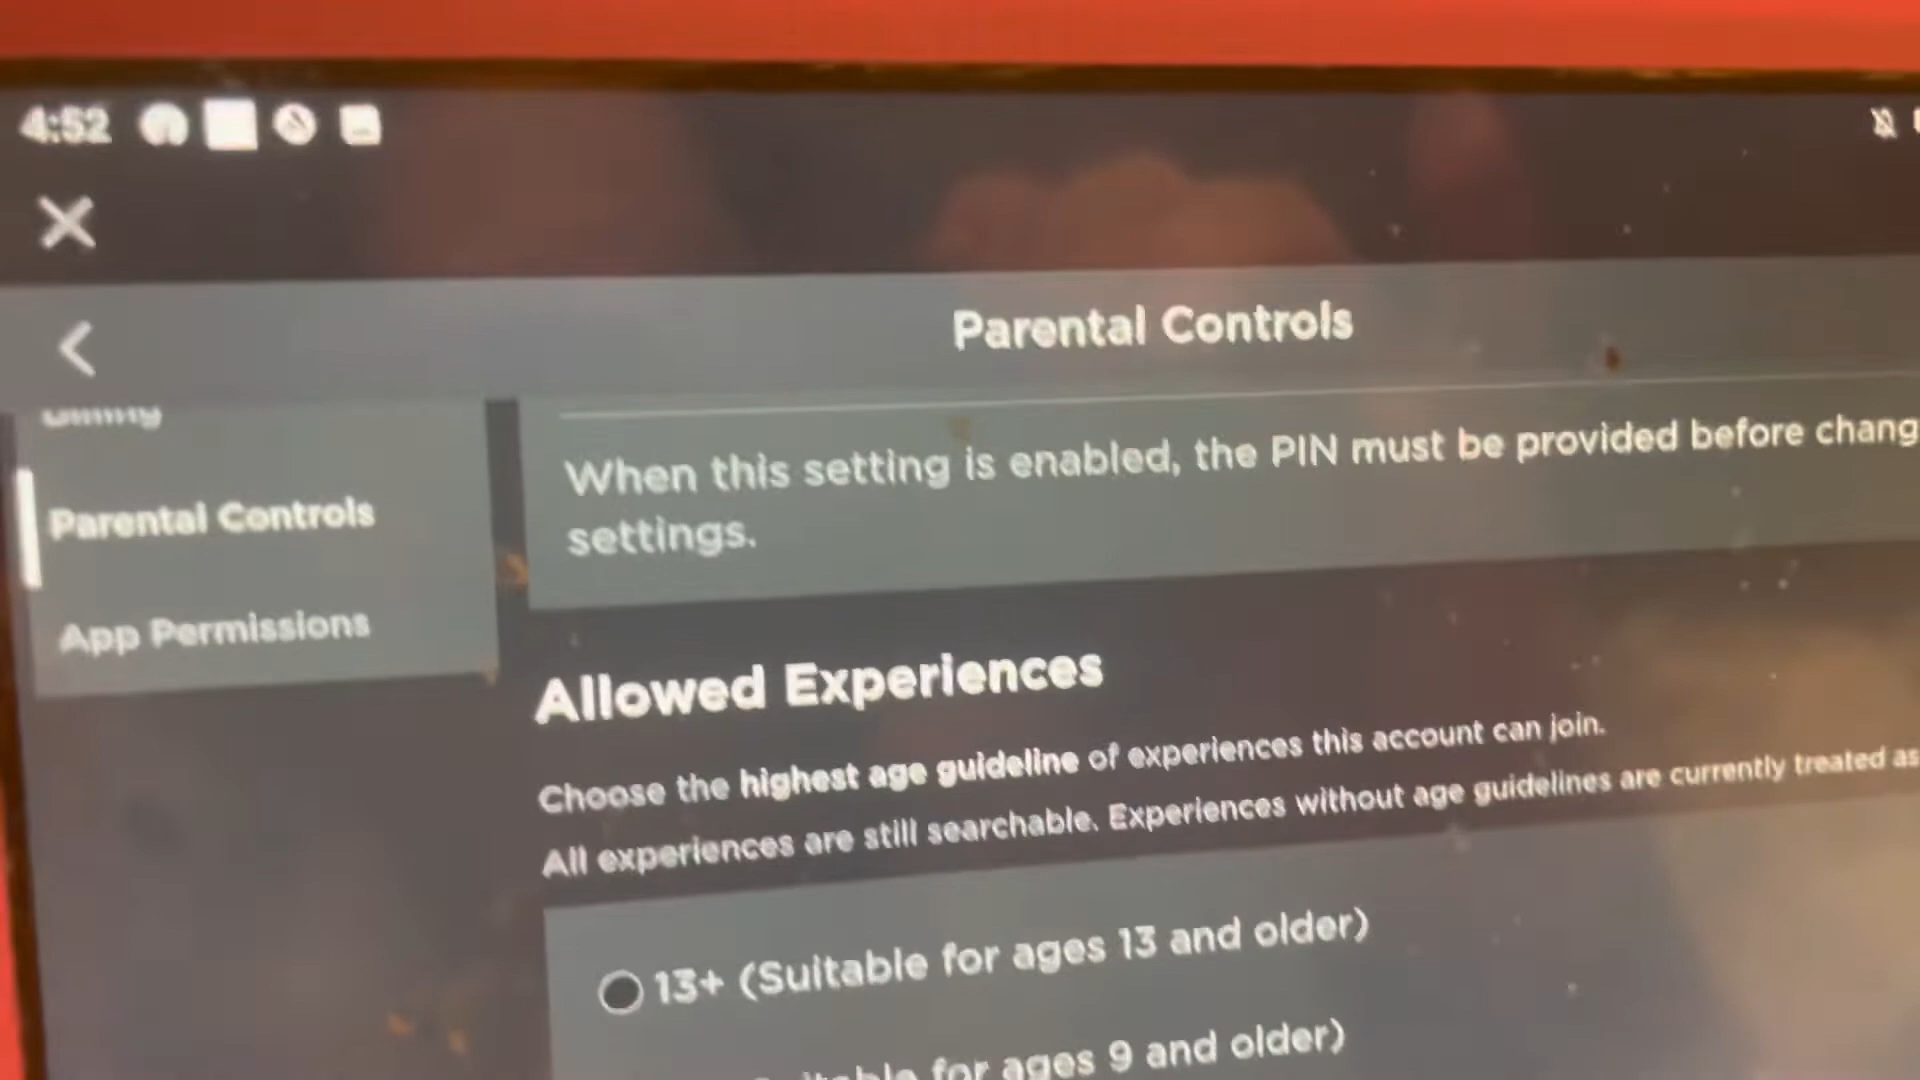 4:52
Parental Controls
Billing
When this setting is enabled, the PIN must be provided before chang
settings.
Parental Controls
App Permissions
Allowed Experiences
Choose the highest age guideline of experiences this account can join.
All experiences are still searchable. Experiences without age guidelines are currently treated as
13+ (Suitable for ages 13 and older)
for ages 9 and older)